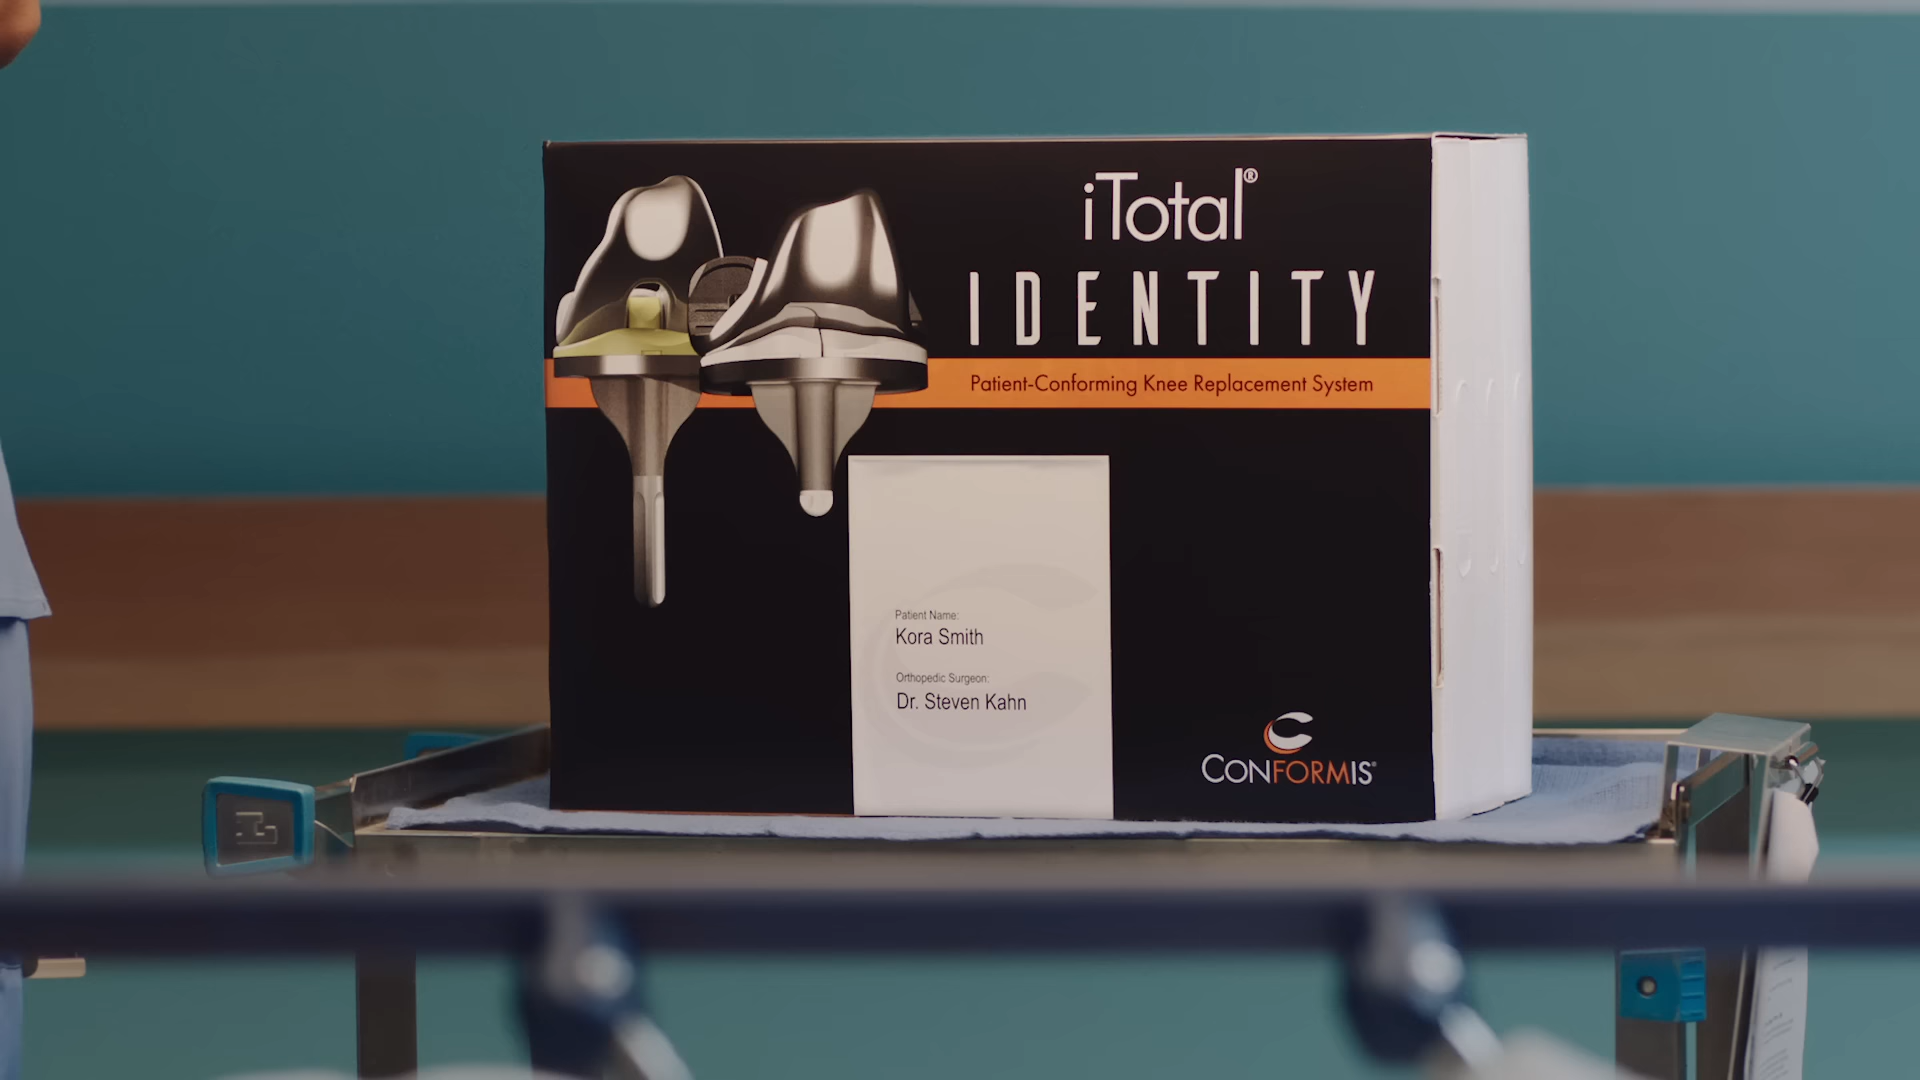 iTotal®
IDENTITY
Patient-Conforming Knee Replacement System
Patient Name:
Kora Smith
Orthopedic Surgeon:
Dr. Steven Kahn
CONFORMIS®